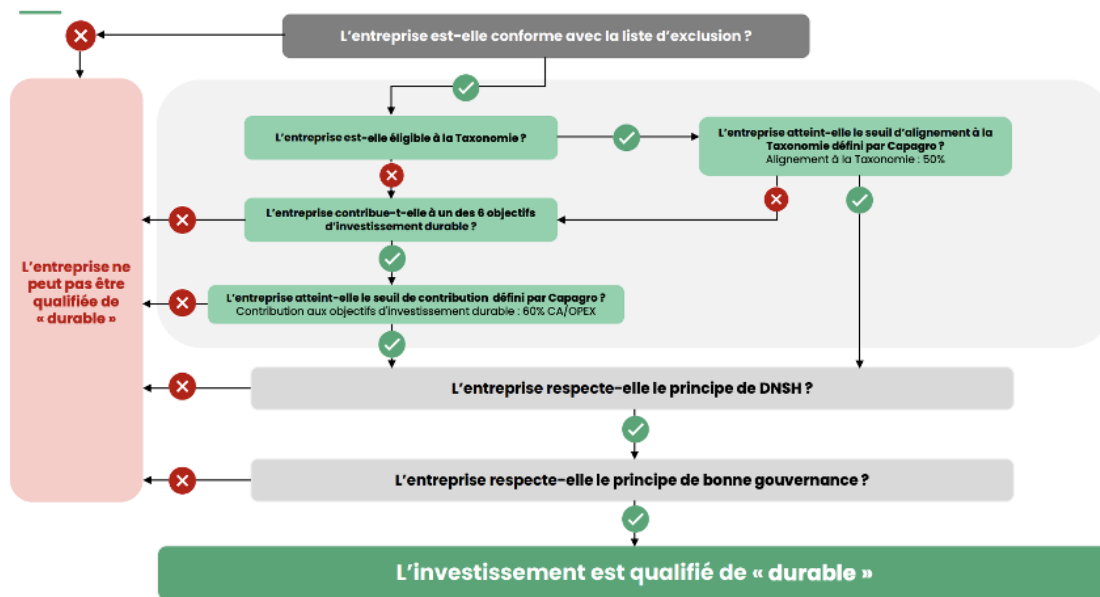 L'entreprise est-elle conforme avec la liste d'exclusion ?
L'entreprise est-elle éligible à la Taxonomie ?
L'entreprise atteint-elle le seuil d'alignement à la
Taxonomie défini par Capagro ?
Alignement à la Taxonomie : 50%
L'entreprise contribue-t-elle à un des 6 objectifs
d'investissement durable ?
L'entreprise ne
peut pas être
qualifiée de
« durable »
L'entreprise atteint-elle le seuil de contribution défini par Capagro ?
Contribution aux objectifs d'investissement durable : 60% CA/OPEX
L'entreprise respecte-elle le principe de DNSH ?
L'entreprise respecte-elle le principe de bonne gouvernance ?
L'investissement est qualifié de « durable »